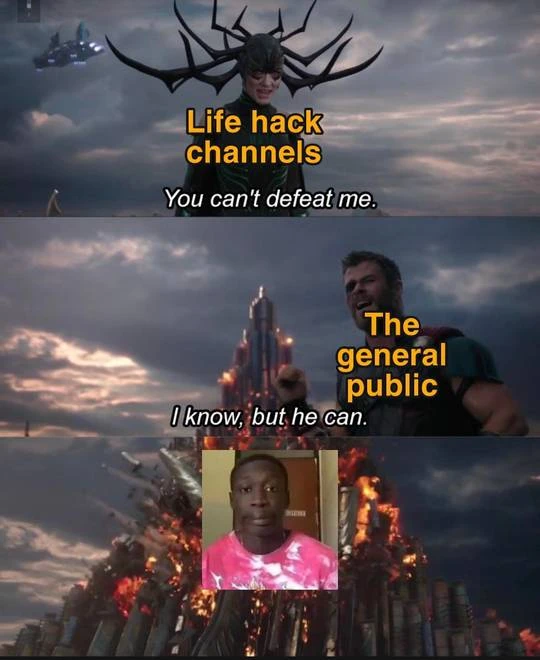 Life hack
channels
You can't defeat me.
The
general
public
I know, but he can.